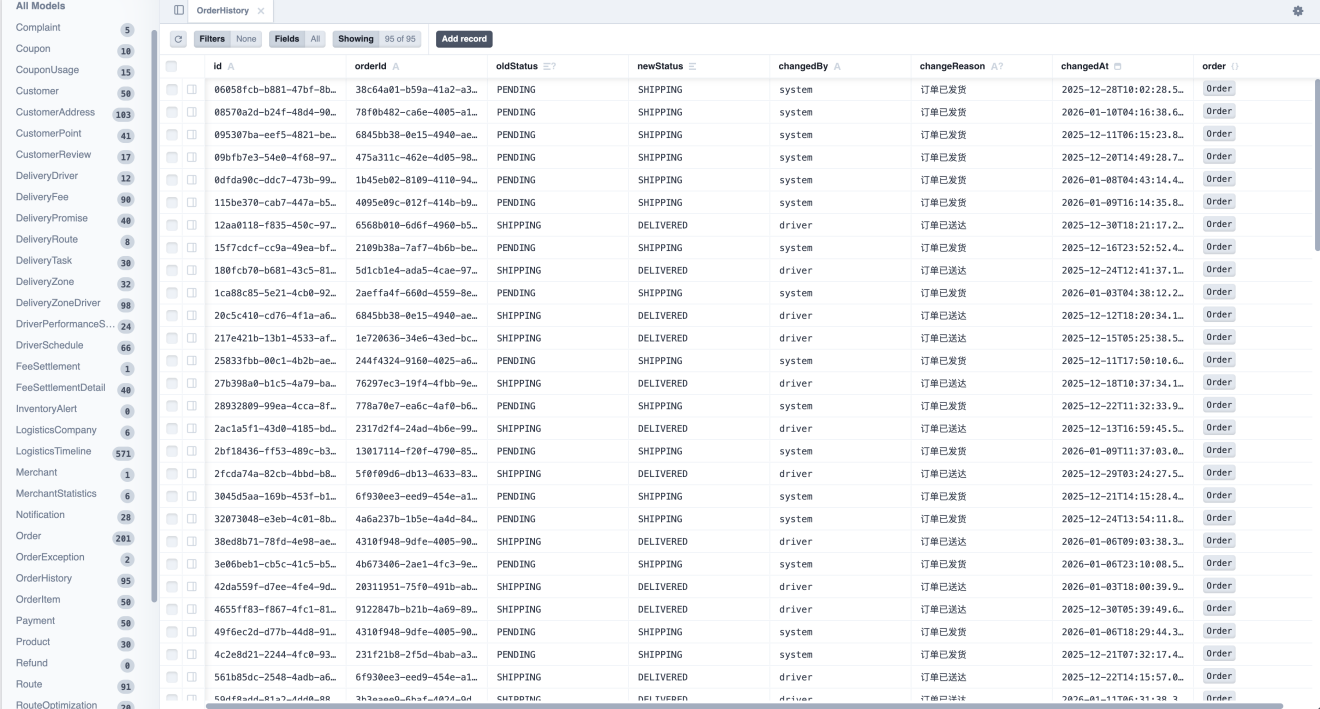 All Models
Complaint 5
Coupon 10
CouponUsage 15
Customer 50
CustomerAddress 103
CustomerPoint 41
CustomerReview 17
DeliveryDriver 12
DeliveryFee 90
DeliveryPromise 40
DeliveryRoute 8
DeliveryTask 30
DeliveryZone 32
DeliveryZoneDriver 98
DriverPerformanceS... 24
DriverSchedule 66
FeeSettlement 1
FeeSettlementDetail 40
InventoryAlert 0
LogisticsCompany 6
LogisticsTimeline 571
Merchant 1
MerchantStatistics 6
Notification 28
Order 201
OrderException 2
OrderHistory 95
OrderItem 50
Payment 50
Product 30
Refund 0
Route 91
RouteOptimization 20
OrderHistory ×
Filters None Fields All Showing 95 of 95 Add record
id A orderId A oldStatus ? newStatus changedBy A changeReason A? changedAt order {}
06058fcb-b881-47bf-8b… 38c64a01-b59a-41a2-a3… PENDING SHIPPING system 订单已发货 2025-12-28T10:02:28.5… Order
08570a2d-b24f-48d4-90… 78f0b482-ca6e-4005-a1… PENDING SHIPPING system 订单已发货 2026-01-10T04:16:38.6… Order
095307ba-eef5-4821-be… 6845bb38-0e15-4940-ae… PENDING SHIPPING system 订单已发货 2025-12-11T06:15:23.8… Order
09bfb7e3-54e0-4f68-97… 475a311c-462e-4d05-98… PENDING SHIPPING system 订单已发货 2025-12-20T14:49:28.7… Order
0dfda90c-ddc7-473b-99… 1b45eb02-8109-4110-94… PENDING SHIPPING system 订单已发货 2026-01-08T04:43:14.4… Order
115be370-cab7-447a-b5… 4095e09c-012f-414b-b9… PENDING SHIPPING system 订单已发货 2026-01-09T16:14:35.8… Order
12aa0118-f835-450c-97… 6568b010-6d6f-4960-b5… SHIPPING DELIVERED driver 订单已送达 2025-12-30T18:21:17.2… Order
15f7cdcf-cc9a-49ea-bf… 2109b38a-7af7-4b6b-be… PENDING SHIPPING system 订单已发货 2025-12-16T23:52:52.4… Order
180fcb70-b681-43c5-81… 5d1cb1e4-ada5-4cae-97… SHIPPING DELIVERED driver 订单已送达 2025-12-24T12:41:37.1… Order
1ca88c85-5e21-4cb0-92… 2aeffa4f-660d-4559-8e… PENDING SHIPPING system 订单已发货 2026-01-03T04:38:12.2… Order
20c5c410-cd76-4f1a-a6… 6845bb38-0e15-4940-ae… SHIPPING DELIVERED driver 订单已送达 2025-12-12T18:20:34.1… Order
217e421b-13b1-4533-af… 1e720636-34e6-43ed-bc… SHIPPING DELIVERED driver 订单已送达 2025-12-15T05:25:38.5… Order
25833fbb-00c1-4b2b-ae… 244f4324-9160-4025-a6… PENDING SHIPPING system 订单已发货 2025-12-11T17:50:10.6… Order
27b398a0-b1c5-4a79-ba… 76297ec3-19f4-4fbb-9e… SHIPPING DELIVERED driver 订单已送达 2025-12-18T10:37:34.1… Order
28932809-99ea-4cca-8f… 778a70e7-ea6c-4af0-b6… PENDING SHIPPING system 订单已发货 2025-12-22T11:32:33.9… Order
2ac1a5f1-43d0-4185-bd… 2317d2f4-24ad-4b6e-99… SHIPPING DELIVERED driver 订单已送达 2025-12-13T16:59:45.5… Order
2bf18436-ff53-489c-b3… 13017114-f20f-4790-85… PENDING SHIPPING system 订单已发货 2026-01-09T11:37:03.0… Order
2fcda74a-82cb-4bbd-b8… 5f0f09d6-db13-4633-83… SHIPPING DELIVERED driver 订单已送达 2025-12-29T03:24:27.5… Order
3045d5aa-169b-453f-b1… 6f930ee3-eed9-454e-a1… PENDING SHIPPING system 订单已发货 2025-12-21T14:15:28.4… Order
32073048-e3eb-4c01-8b… 4a6a237b-1b5e-4a4d-84… PENDING SHIPPING system 订单已发货 2025-12-24T13:54:11.8… Order
38ed8b71-78fd-4e98-ae… 4310f948-9dfe-4005-90… SHIPPING DELIVERED driver 订单已送达 2026-01-06T09:03:38.3… Order
3e06beb1-cb5c-41c5-b5… 4b673406-2ae1-4fc3-9e… PENDING SHIPPING system 订单已发货 2026-01-06T23:10:08.5… Order
42da559f-d7ee-4fe4-9d… 20311951-75f0-491b-ab… SHIPPING DELIVERED driver 订单已送达 2026-01-03T18:00:39.9… Order
4655ff83-f867-4fc1-81… 9122847b-b21b-4a69-89… SHIPPING DELIVERED driver 订单已送达 2025-12-30T05:39:49.6… Order
49f6ec2d-d77b-44d8-91… 4310f948-9dfe-4005-90… PENDING SHIPPING system 订单已发货 2026-01-06T18:29:44.3… Order
4c2e8d21-2244-4fc0-93… 231f21b8-2f5d-4bab-a3… PENDING SHIPPING system 订单已发货 2025-12-21T07:32:17.4… Order
561b85dc-2548-4adb-a6… 6f930ee3-eed9-454e-a1… SHIPPING DELIVERED driver 订单已送达 2025-12-22T14:15:57.0… Order
59df8add-81a2-4dd0-88… 3b3eaee9-6baf-4024-9d… SHIPPING DELIVERED driver 订单已送达 2026-01-11T06:31:38.3… Order